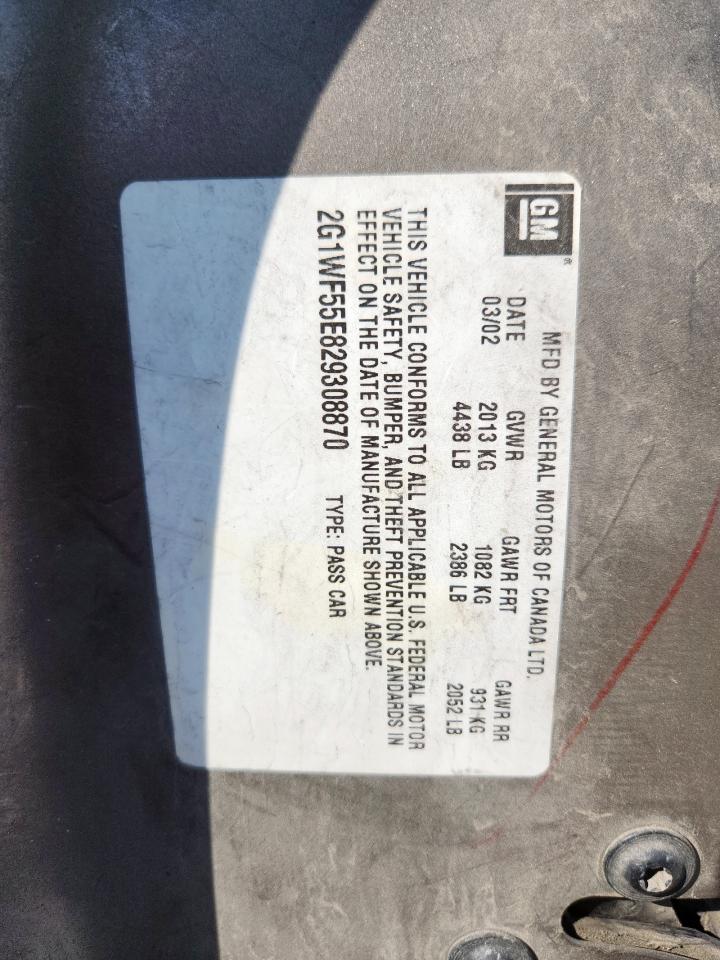 GM®
MFD BY GENERAL MOTORS OF CANADA LTD.
DATE GVWR GAWR FRT GAWR RR
03/02 2013 KG 1082 KG 931 KG
4438 LB 2386 LB 2052 LB
THIS VEHICLE CONFORMS TO ALL APPLICABLE U.S. FEDERAL MOTOR
VEHICLE SAFETY, BUMPER, AND THEFT PREVENTION STANDARDS IN
EFFECT ON THE DATE OF MANUFACTURE SHOWN ABOVE.
2G1WF55E829308870 TYPE: PASS CAR